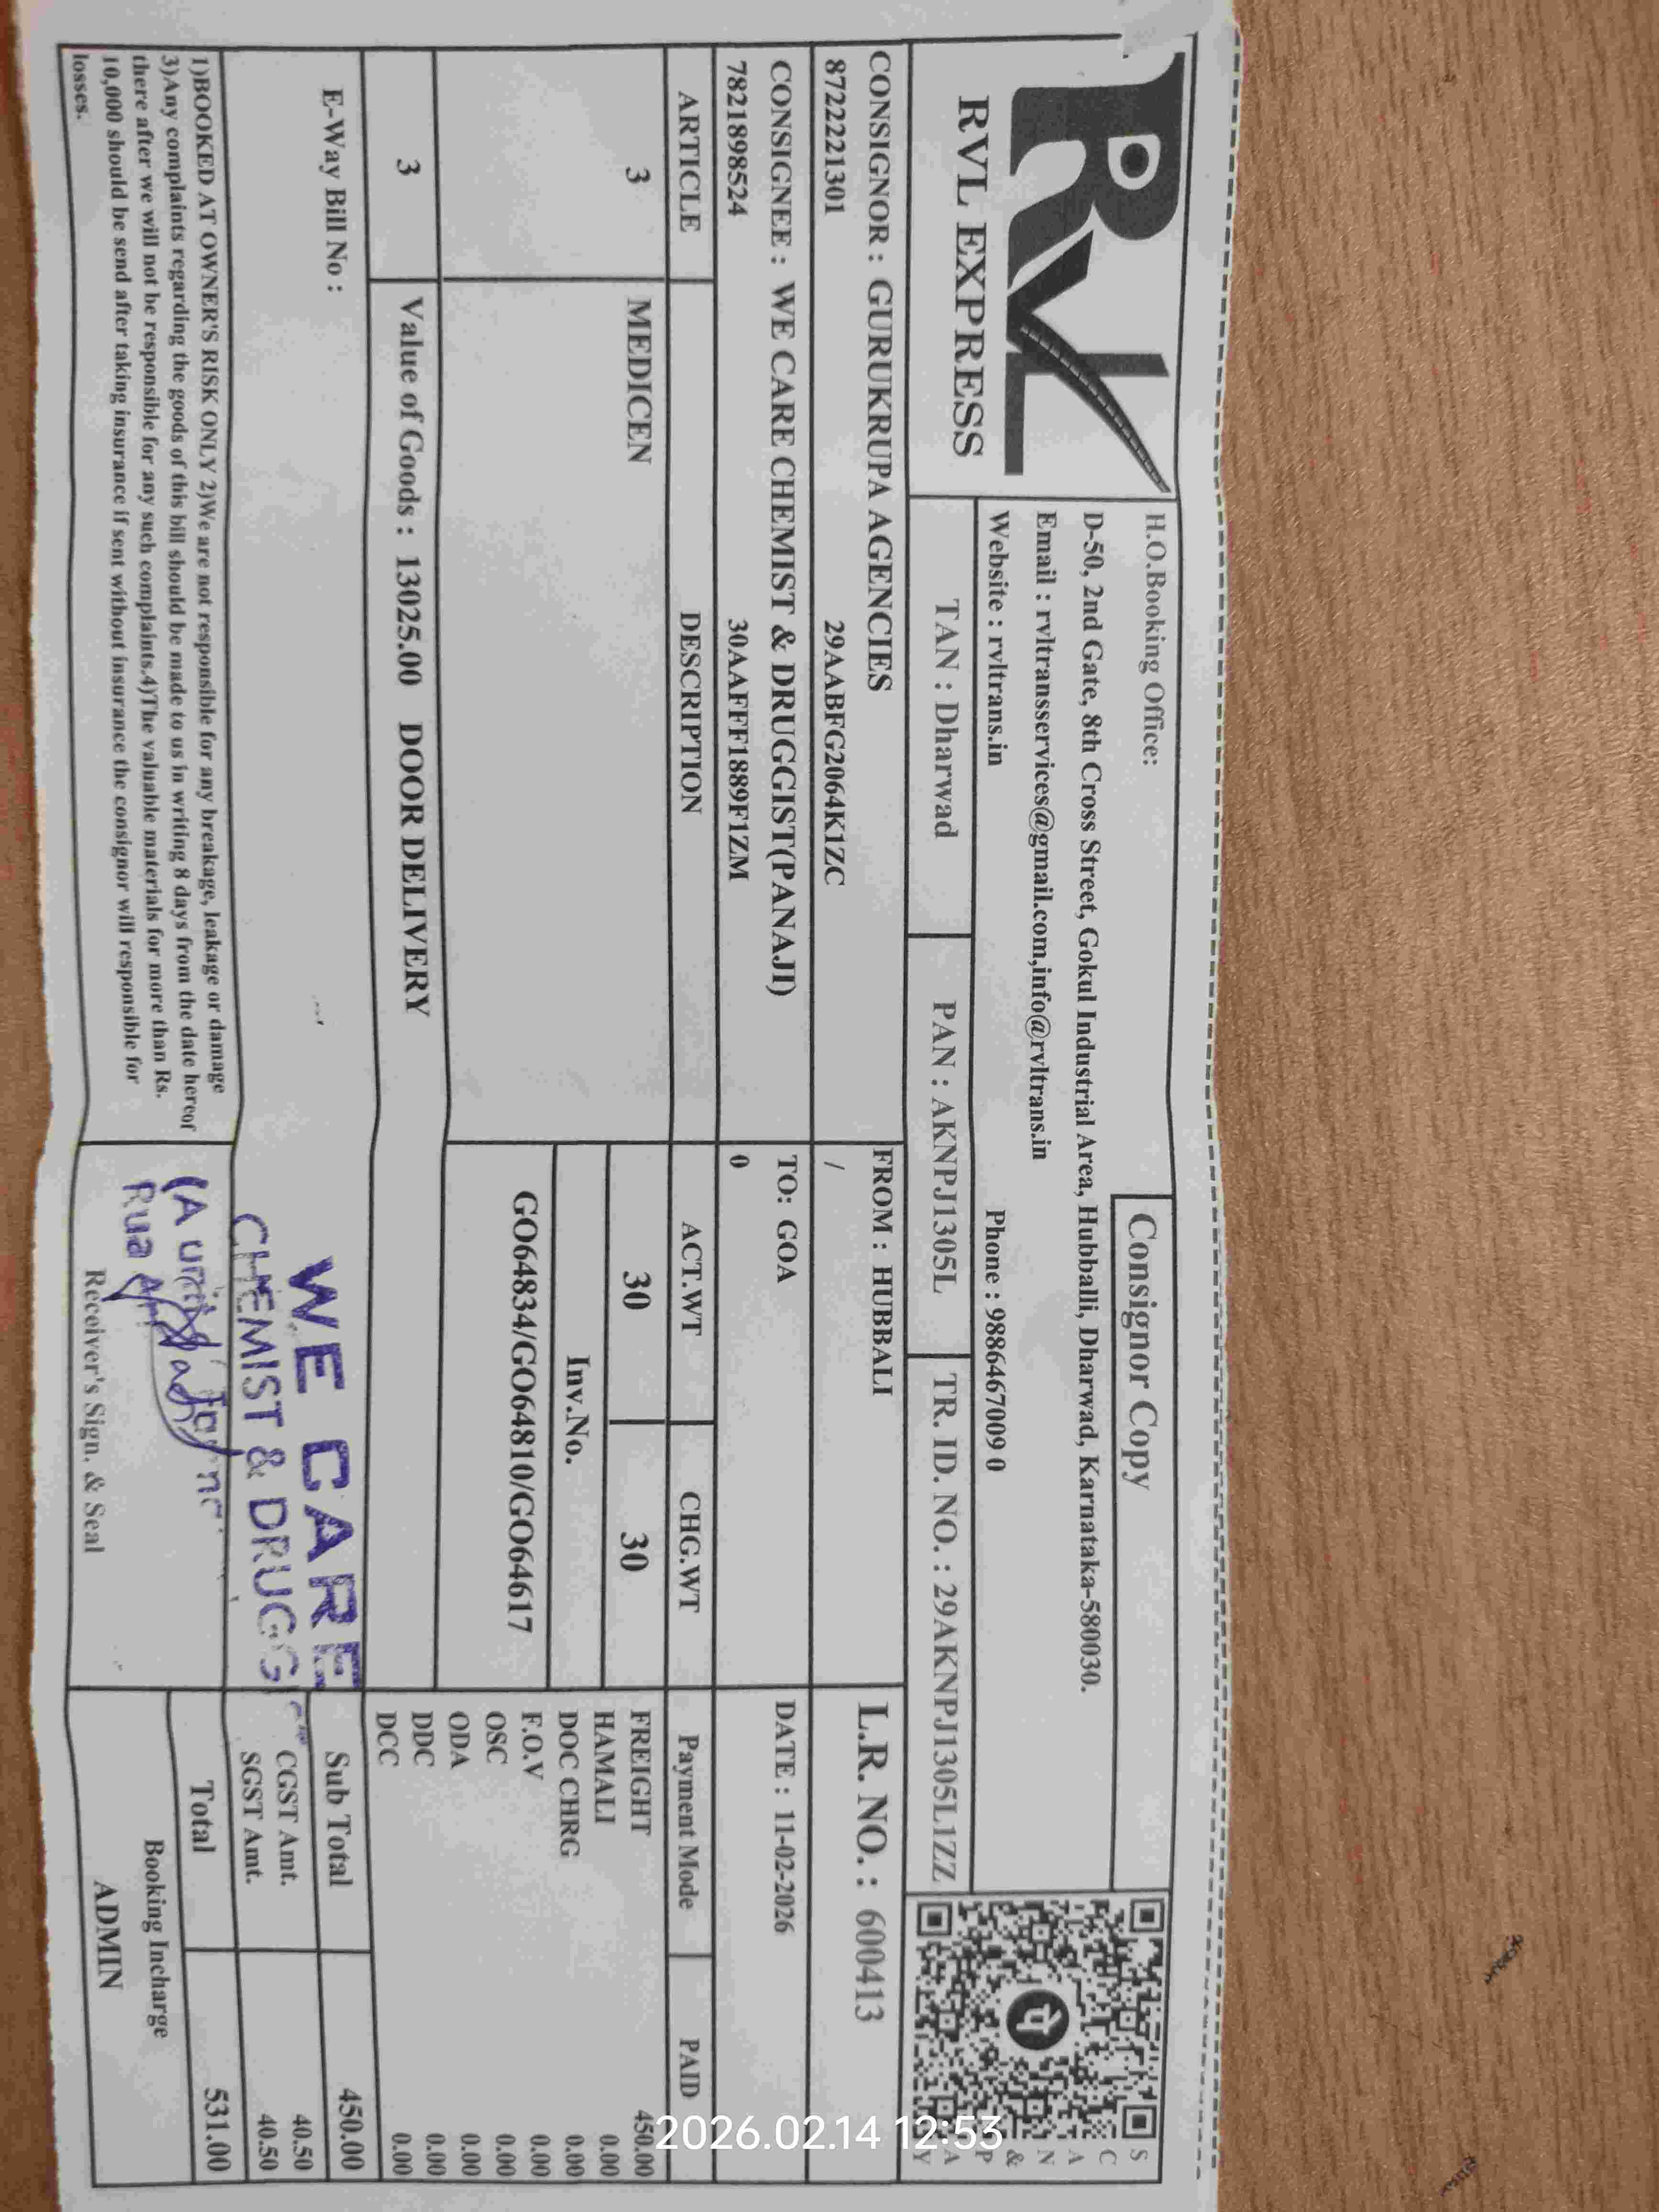 RVL EXPRESS
H.O.Booking Office:
Consignor Copy
D-50, 2nd Gate, 8th Cross Street, Gokul Industrial Area, Hubballi, Dharwad, Karnataka-580030.
Email : rvltransservices@gmail.com,info@rvltrans.in
Website : rvltrans.in Phone : 9886467009 0
SCAN & PAY
TAN : Dharwad PAN : AKNPJ1305L TR. ID. NO. : 29AKNPJ1305L1ZZ
CONSIGNOR : GURUKRUPA AGENCIES FROM : HUBBALI L.R. NO. : 600413
8722221301 29AABFG2064K1ZC /
CONSIGNEE : WE CARE CHEMIST & DRUGGIST(PANAJI) TO: GOA DATE : 11-02-2026
7821898524 30AAFFF1889F1ZM 0
ARTICLE DESCRIPTION ACT.WT CHG.WT Payment Mode PAID
3 MEDICEN 30 30 FREIGHT 450.00
HAMALI 0.00
Inv.No. DOC CHRG 0.00
GO64834/GO64810/GO64617 F.O.V 0.00
OSC 0.00
ODA 0.00
3 Value of Goods : 13025.00 DOOR DELIVERY DDC 0.00
DCC 0.00
E-Way Bill No : Sub Total 450.00
WE CARE
CHEMIST & DRUGG
CGST Amt. 40.50
SGST Amt. 40.50
Total 531.00
1)BOOKED AT OWNER'S RISK ONLY 2)We are not responsible for any breakage, leakage or damage
3)Any complaints regarding the goods of this bill should be made to us in writing 8 days from the date hereof
there after we will not be responsible for any such complaints.4)The valuable materials for more than Rs.
10,000 should be send after taking insurance if sent without insurance the consignor will responsible for
losses.
(A
Rua
Receiver's Sign. & Seal
Booking Incharge
ADMIN
2026.02.14 12:53